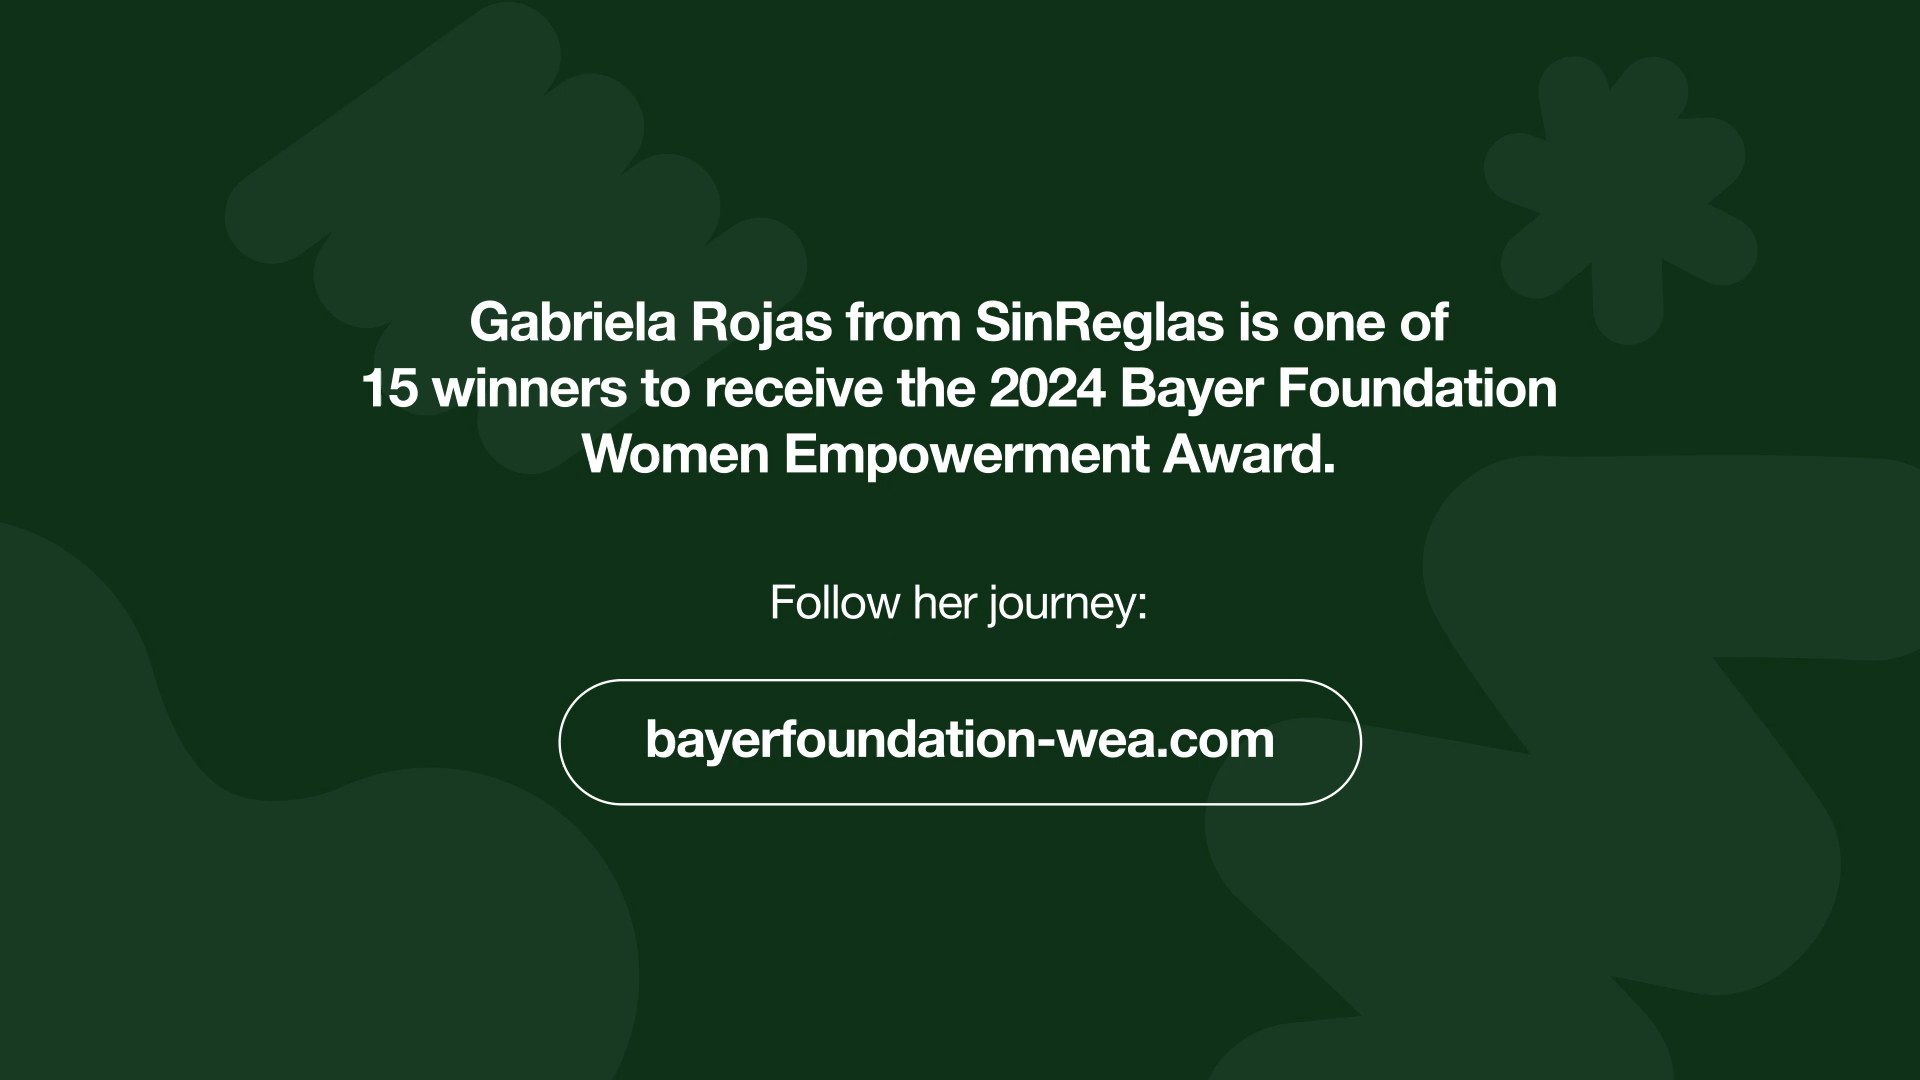 Gabriela Rojas from SinReglas is one of
15 winners to receive the 2024 Bayer Foundation
Women Empowerment Award.
Follow her journey:
bayerfoundation-wea.com